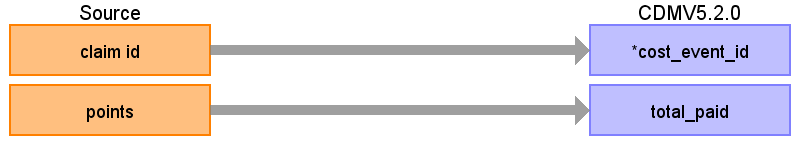 Source CDMV5.2.0
claim id *cost_event_id
points total_paid